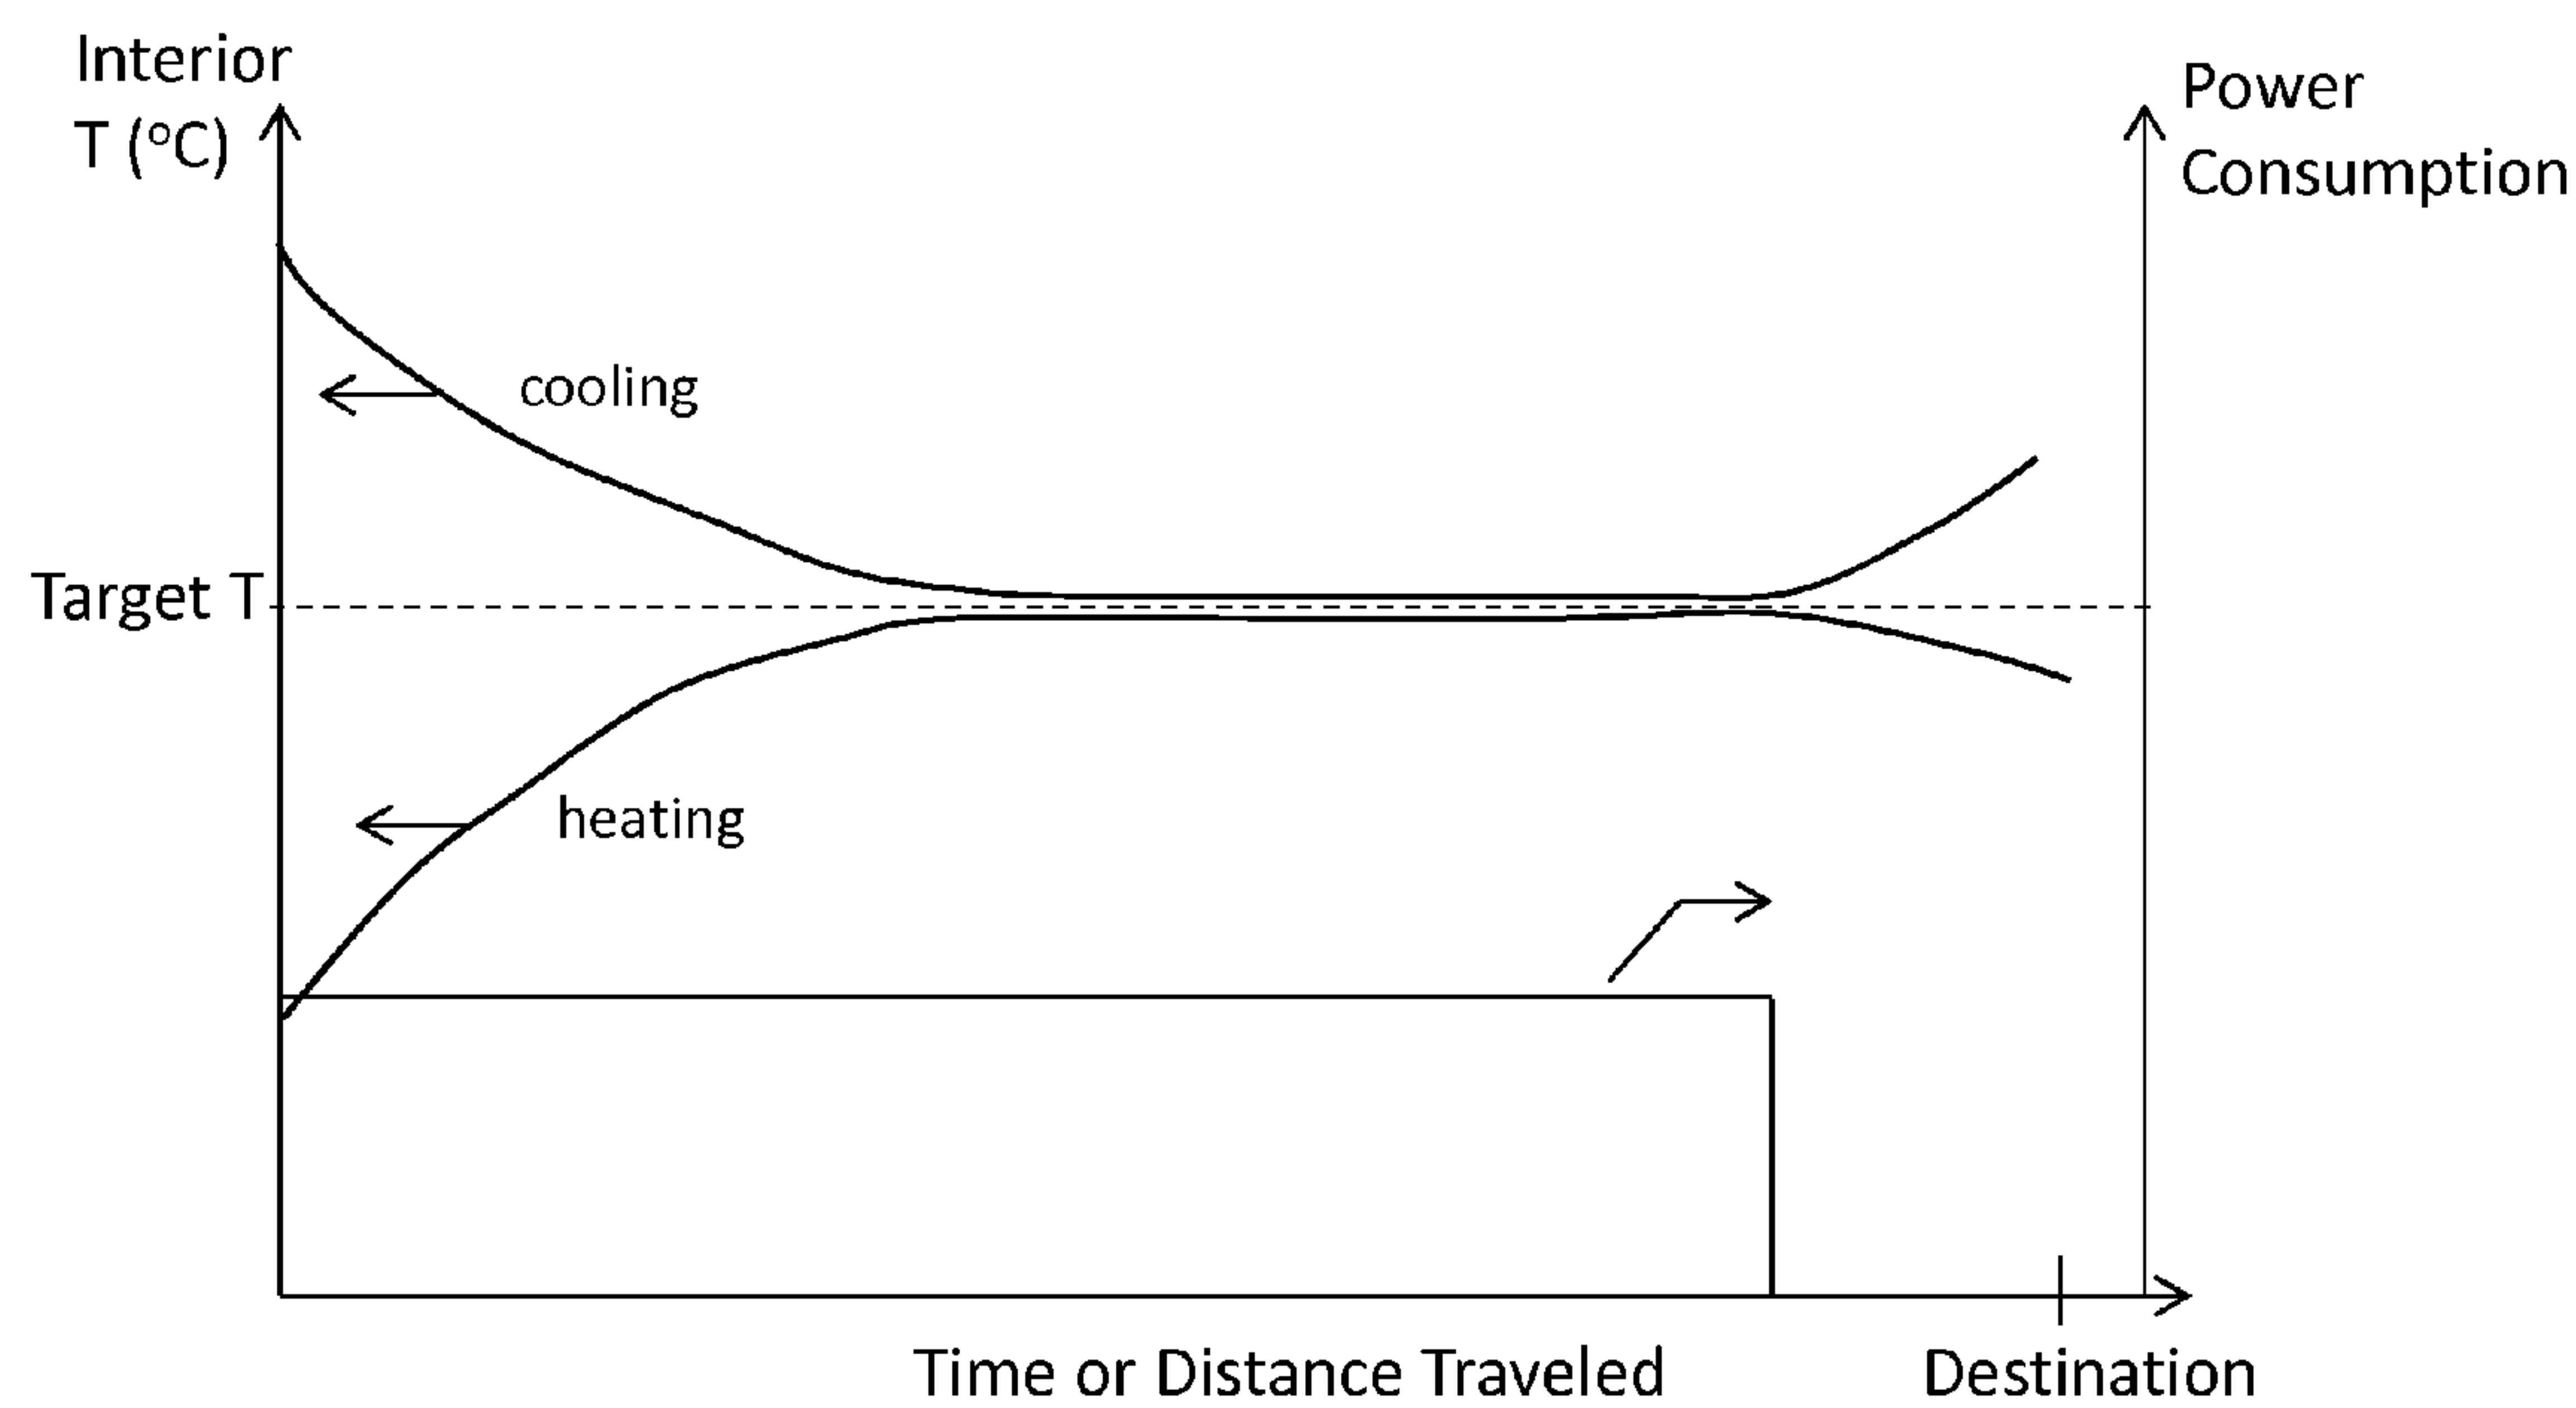 Interior
T (°C)
Power
Consumption
cooling
Target T
heating
Time or Distance Traveled
Destination